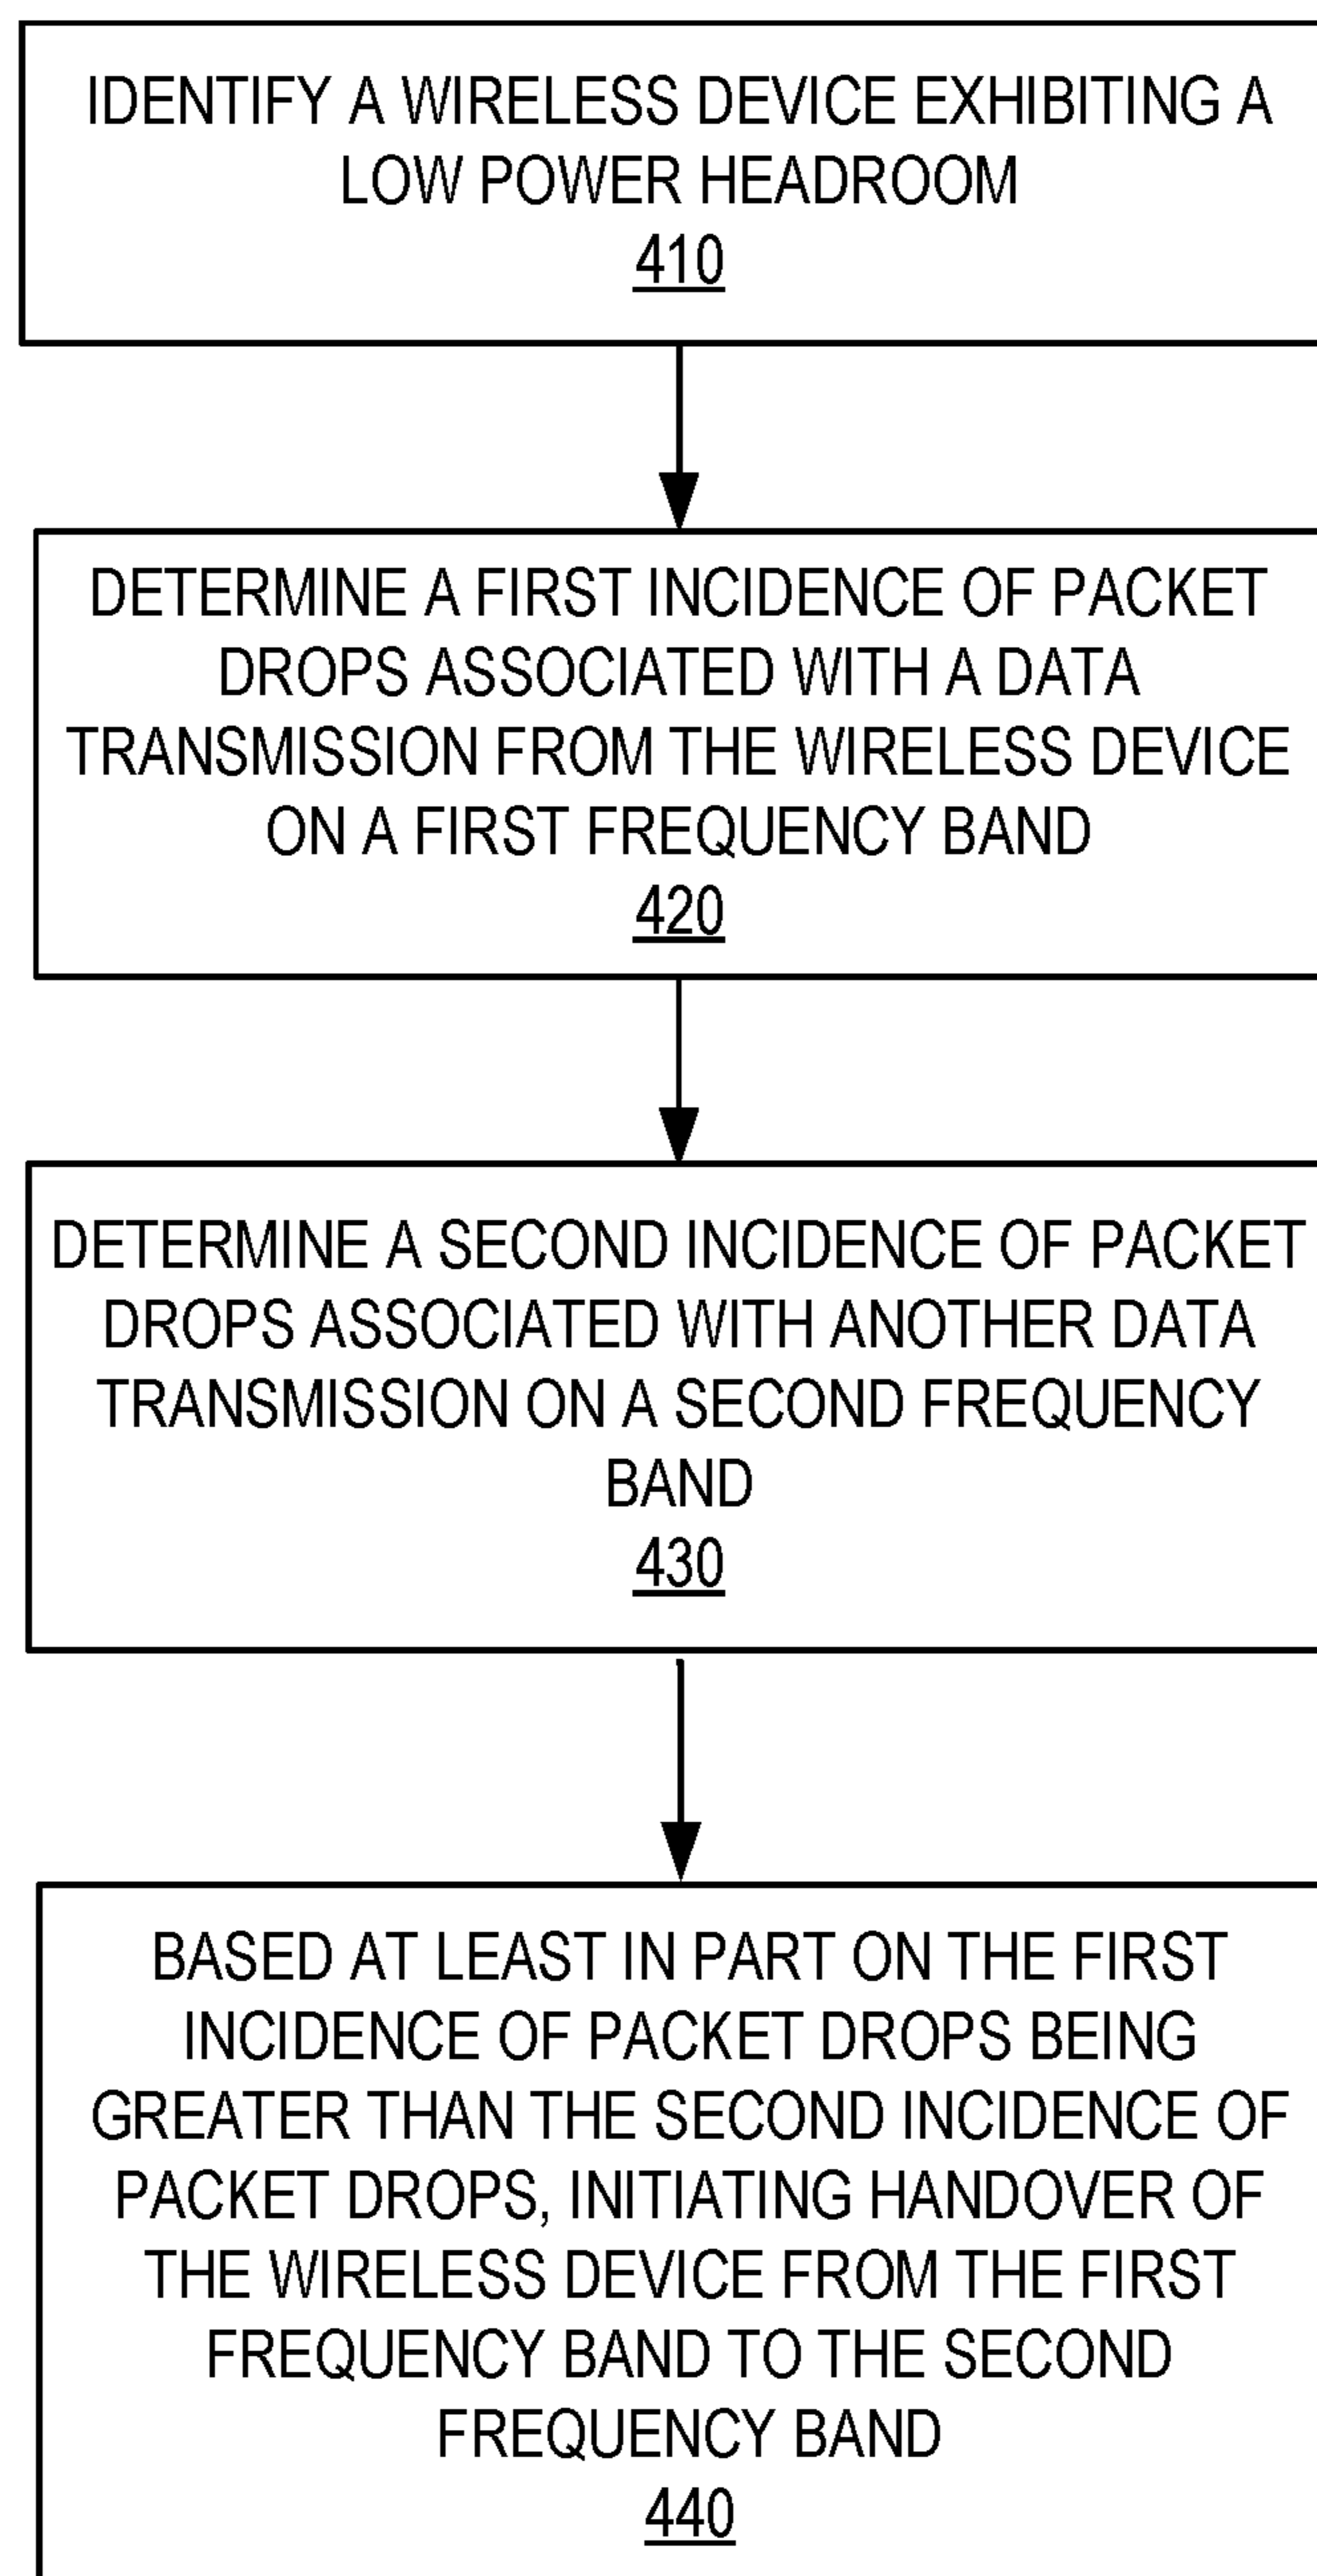 IDENTIFY A WIRELESS DEVICE EXHIBITING A
LOW POWER HEADROOM
410
DETERMINE A FIRST INCIDENCE OF PACKET
DROPS ASSOCIATED WITH A DATA
TRANSMISSION FROM THE WIRELESS DEVICE
ON A FIRST FREQUENCY BAND
420
DETERMINE A SECOND INCIDENCE OF PACKET
DROPS ASSOCIATED WITH ANOTHER DATA
TRANSMISSION ON A SECOND FREQUENCY
BAND
430
BASED AT LEAST IN PART ON THE FIRST
INCIDENCE OF PACKET DROPS BEING
GREATER THAN THE SECOND INCIDENCE OF
PACKET DROPS, INITIATING HANDOVER OF
THE WIRELESS DEVICE FROM THE FIRST
FREQUENCY BAND TO THE SECOND
FREQUENCY BAND
440